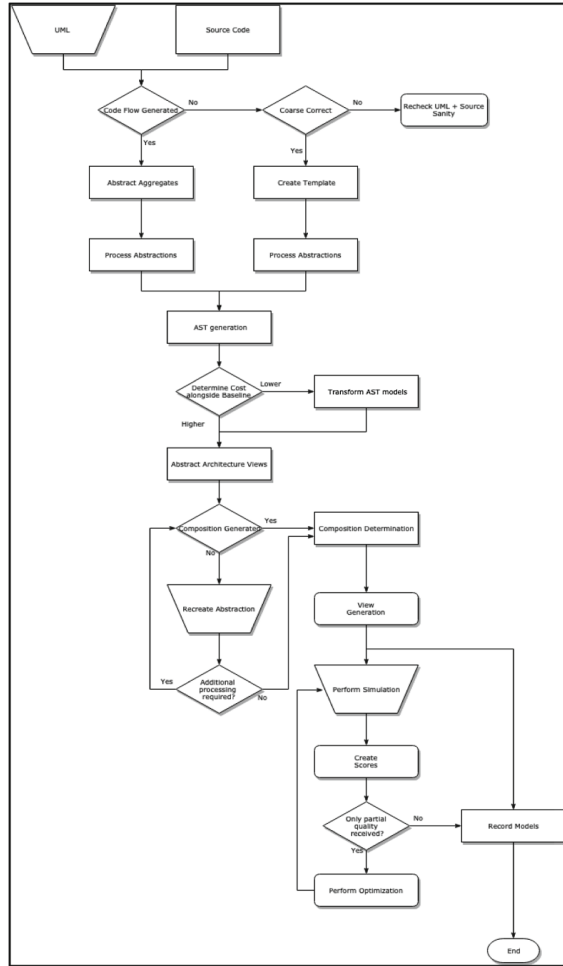 UML
Source Code
Code Flow Generated
No
Coarse Correct
No
Recheck UML + Source
Sanity
Yes
Yes
Abstract Aggregates
Create Template
Process Abstractions
Process Abstractions
AST generation
Determine Cost
alongside Baseline
Lower
Transform AST models
Higher
Abstract Architecture Views
Composition Generated
Yes
Composition Determination
No
Recreate Abstraction
View
Generation
Yes
Additional
processing
required?
No
Perform Simulation
Create
Scores
Only partial
quality
received?
No
Record Models
Yes
Perform Optimization
End